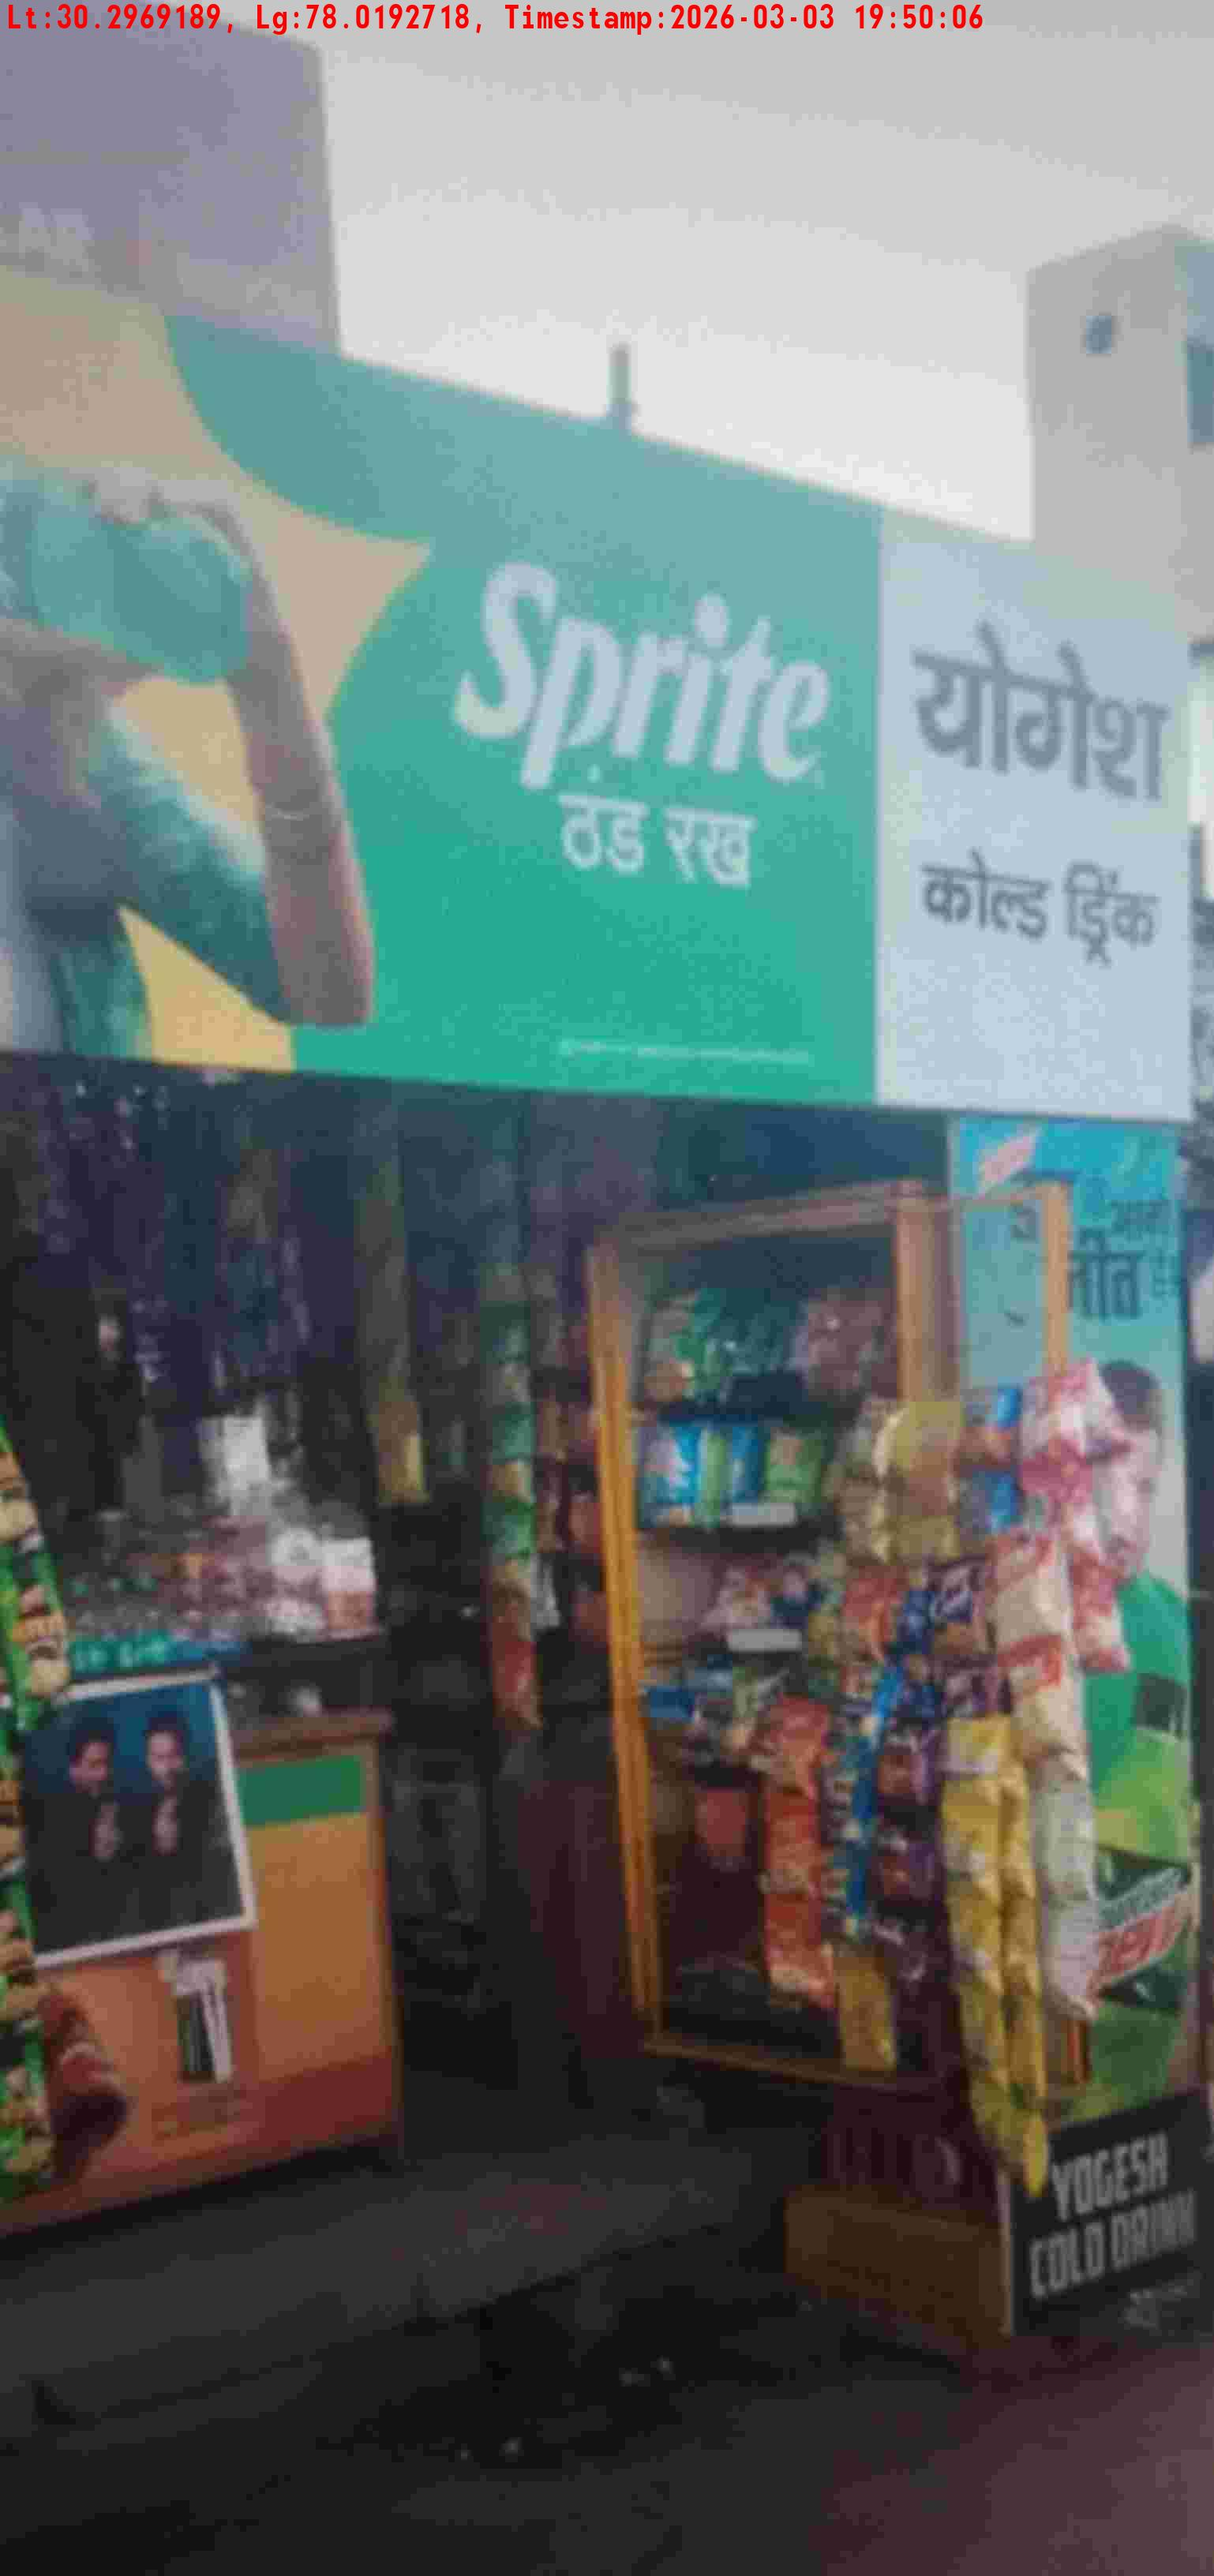 Lt:30.2969189, Lg:78.0192718, Timestamp:2026-03-03 19:50:06
Sprite
ठंड रख
योगेश
कोल्ड ड्रिंक
YOGESH
COLD DRINK